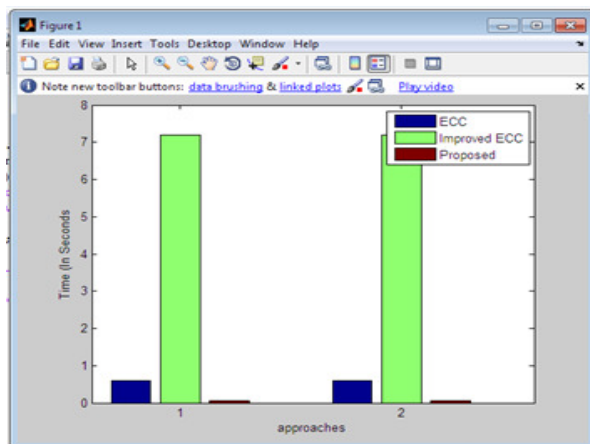 Figure 1
File Edit View Insert Tools Desktop Window Help
Note new toolbar buttons: data brushing & linked plots Play video
8
7
6
5
4
3
2
1
0
Time (In Seconds
ECC
Improved ECC
Proposed
1 2
approaches